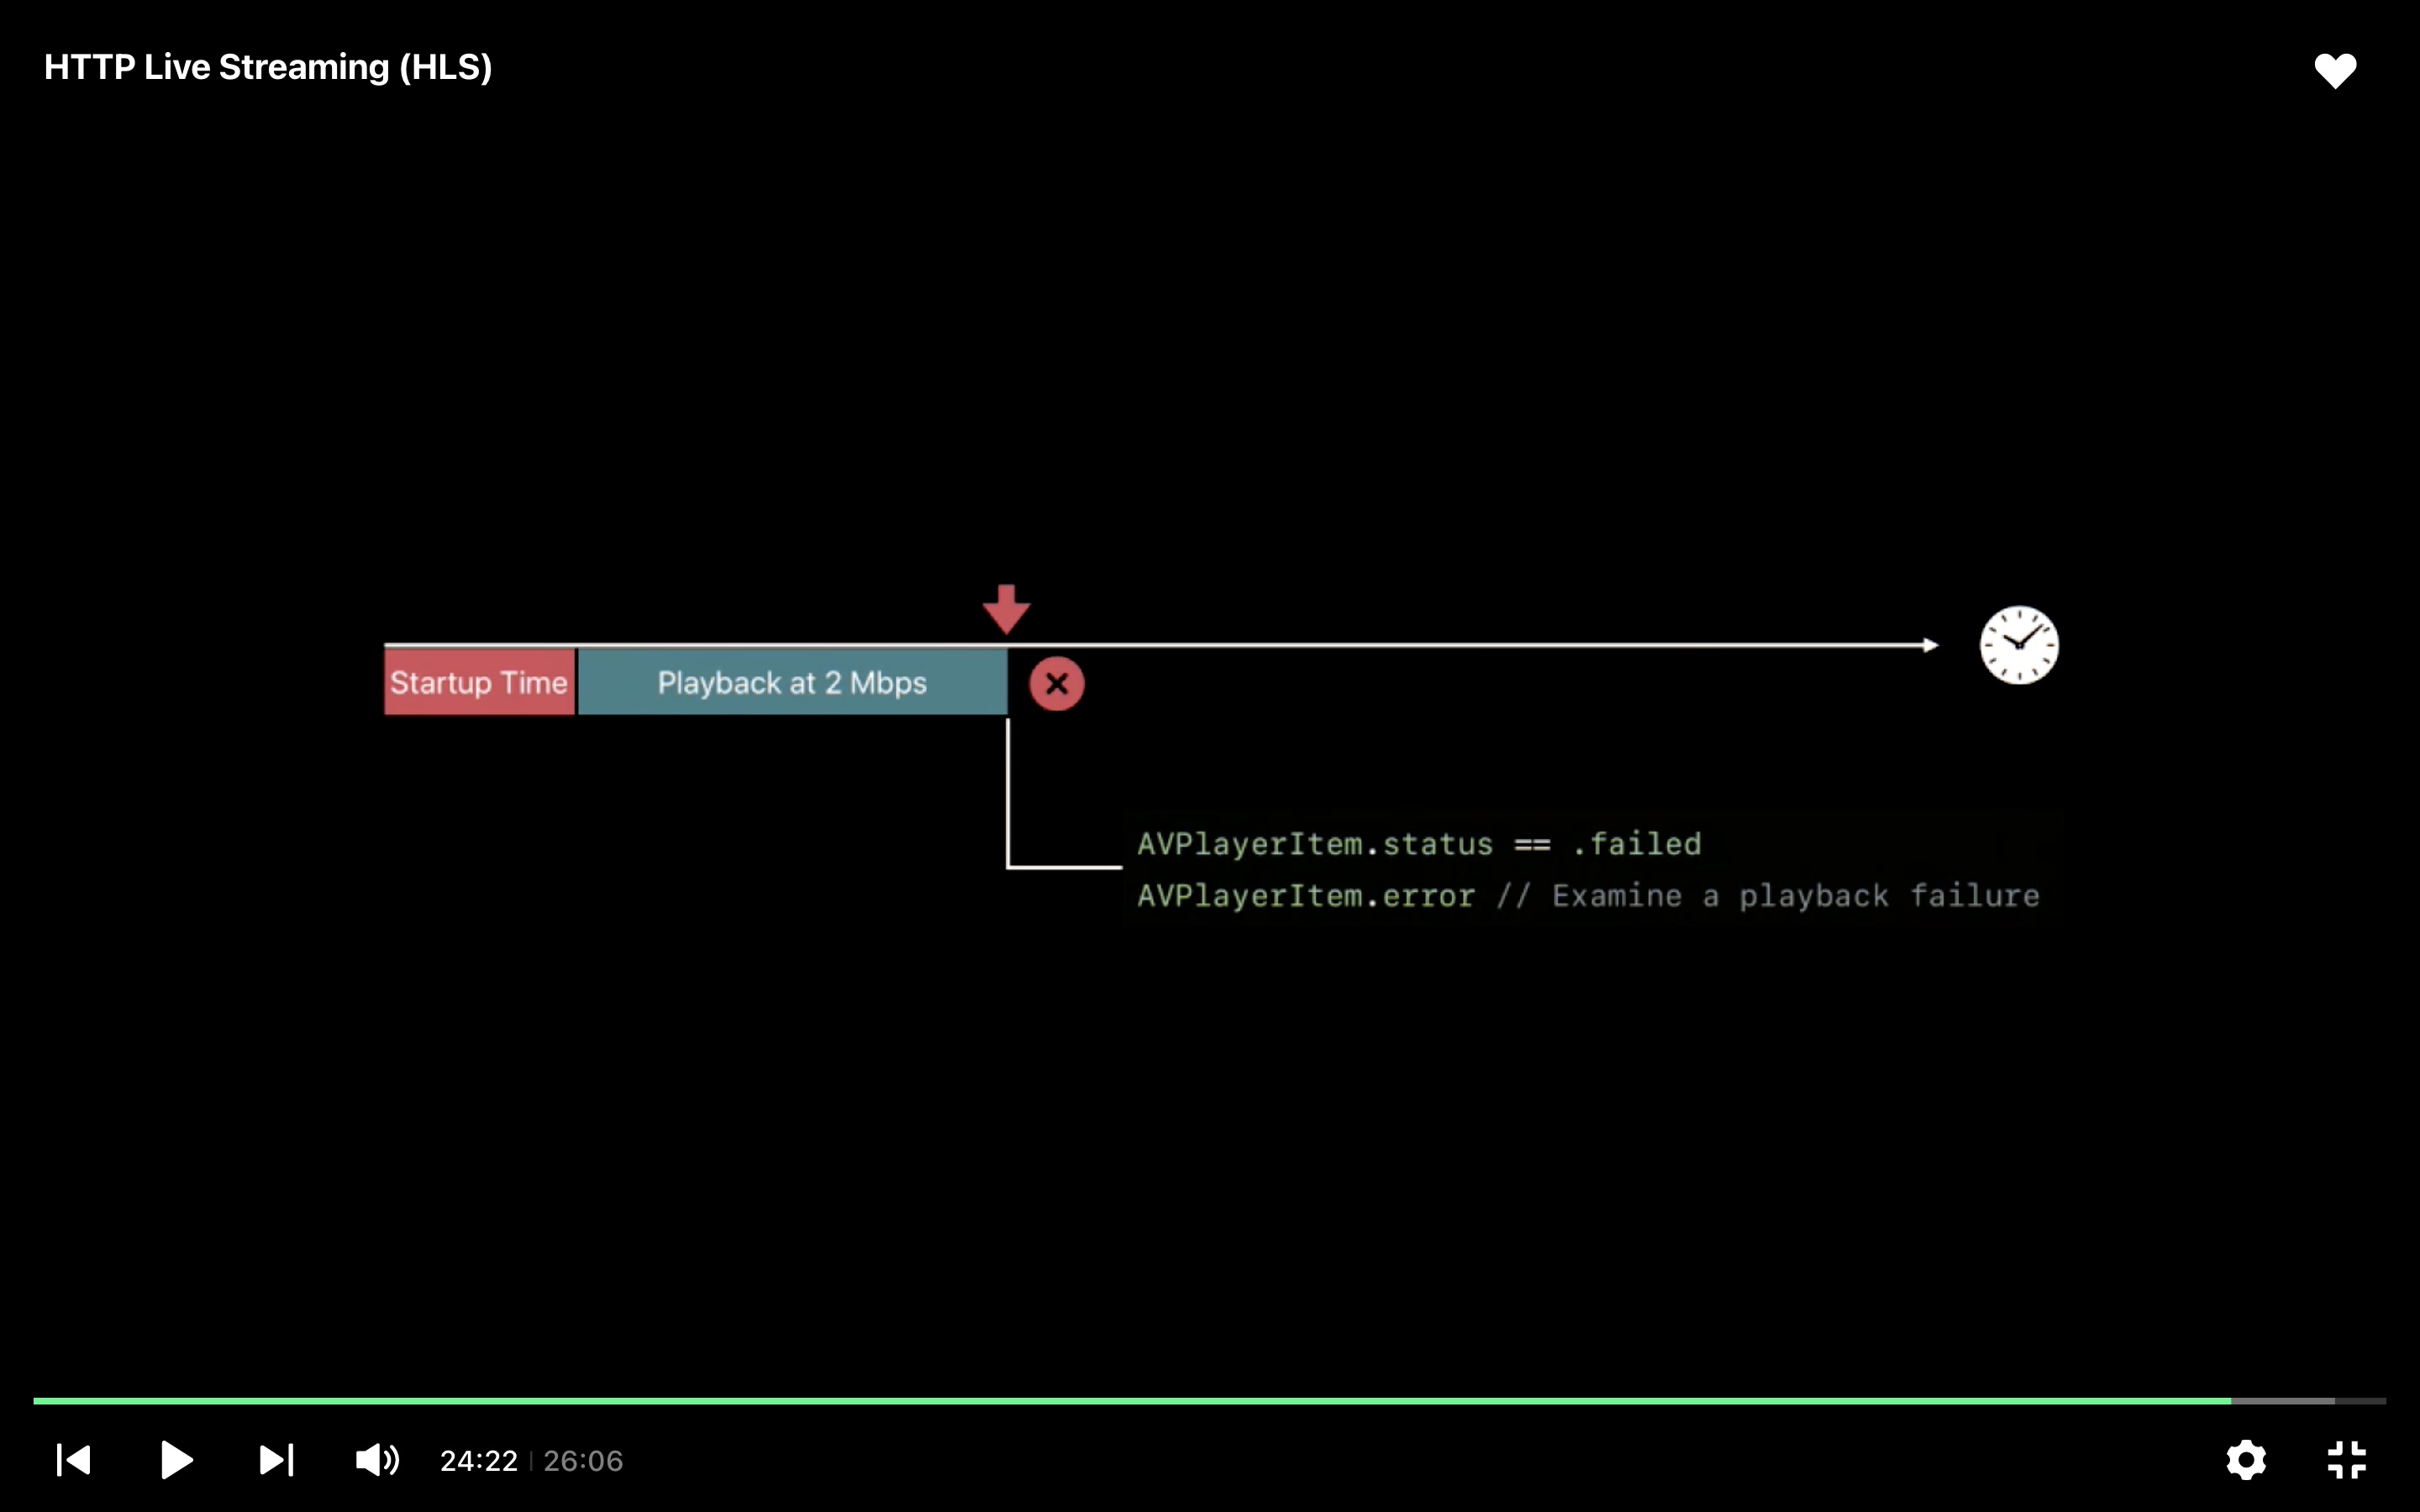 HTTP Live Streaming (HLS)
Startup Time
Playback at 2 Mbps
AVPlayerItem.status == .failed
AVPlayerItem.error // Examine a playback failure
24:22 | 26:06